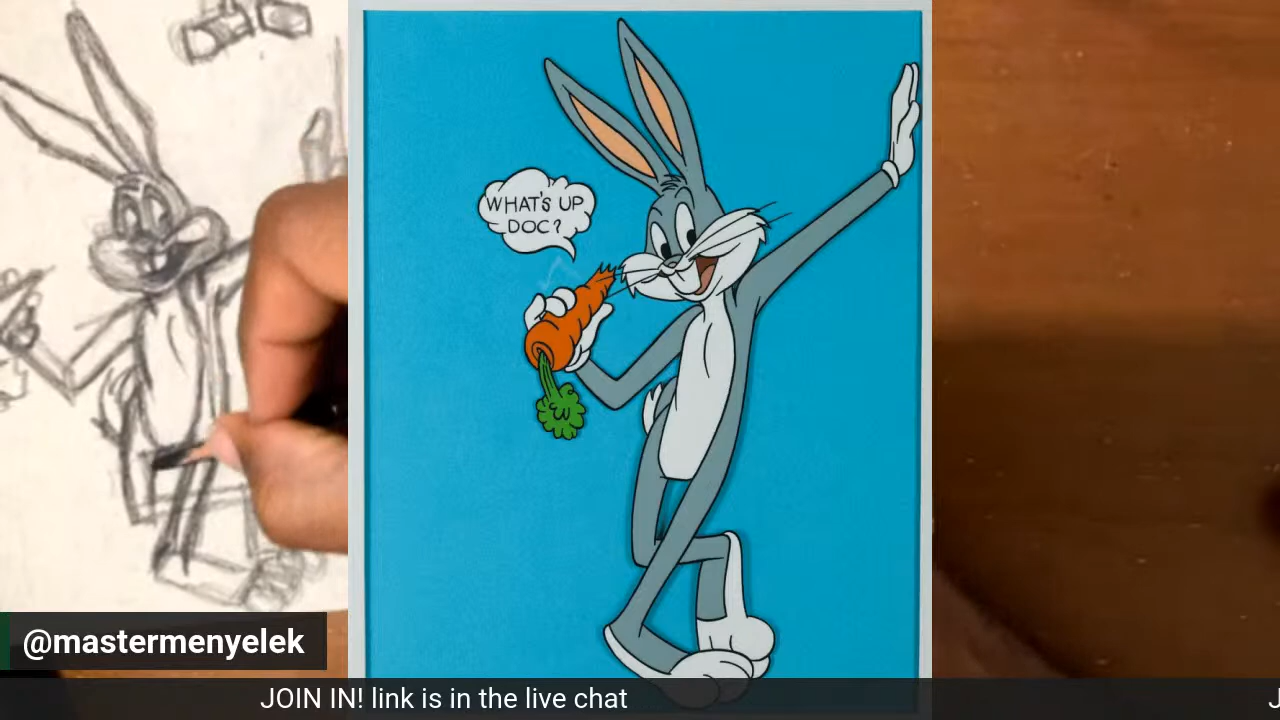 WHAT'S UP
DOC?
@mastermenyelek
JOIN IN! link is in the live chat
J